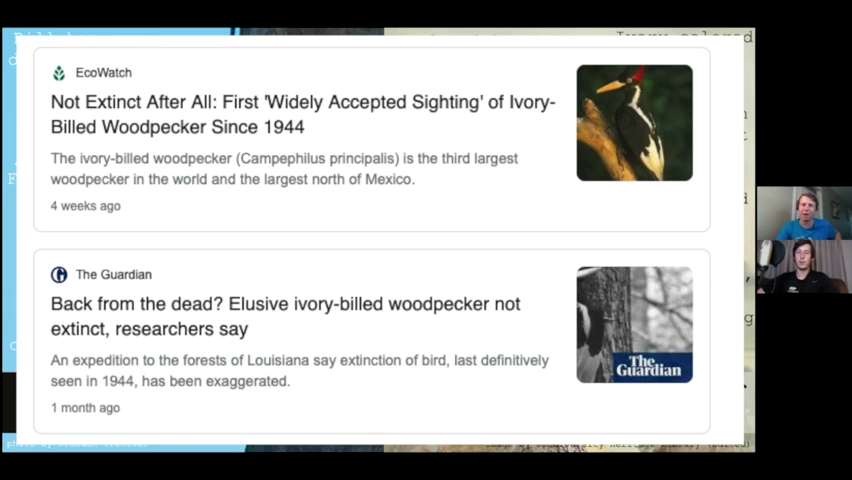 EcoWatch
Not Extinct After All: First 'Widely Accepted Sighting' of Ivory-
Billed Woodpecker Since 1944
The ivory-billed woodpecker (Campephilus principalis) is the third largest
woodpecker in the world and the largest north of Mexico.
4 weeks ago
The Guardian
Back from the dead? Elusive ivory-billed woodpecker not
extinct, researchers say
An expedition to the forests of Louisiana say extinction of bird, last definitively
seen in 1944, has been exaggerated.
1 month ago
The
Guardian